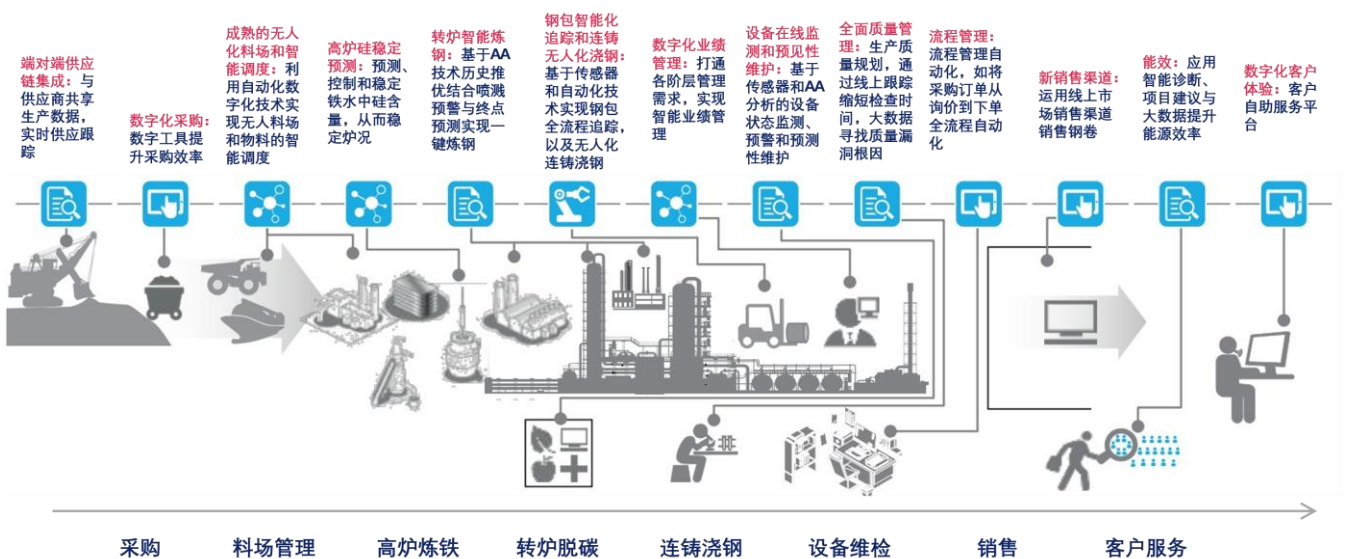 端对端供应
链集成：与
供应商共享
生产数据，
实时供应跟
踪
数字化采购：
数字工具提
升采购效率
成熟的无人
化料场和智
能调度：利
用自动化数
字化技术实
现无人料场
和物料的智
能调度
高炉硅稳定
预测：预测、
控制和稳定
铁水中硅含
量，从而稳
定炉况
转炉智能炼
钢：基于AA
技术历史推
优结合喷溅
预警与终点
预测实现一
键炼钢
钢包智能化
追踪和连铸
无人化浇钢：
基于传感器
和自动化技
术实现钢包
全流程追踪，
以及无人化
连铸浇钢
数字化业绩
管理：打通
各阶层管理
需求，实现
智能业绩管
理
设备在线监
测和预见性
维护：基于
传感器和AA
分析的设备
状态监测、
预警和预测
性维护
全面质量管
理：生产质
量规划，通
过线上跟踪
缩短检查时
间，大数据
寻找质量漏
洞根因
流程管理：
流程管理自
动化，如将
采购订单从
询价到下单
全流程自动
化
新销售渠道：
运用线上市
场销售渠道
销售钢卷
能效：应用
智能诊断、
项目建议与
大数据提升
能源效率
数字化客户
体验：客户
自助服务平
台
采购 料场管理 高炉炼铁 转炉脱碳 连铸浇钢 设备维检 销售 客户服务